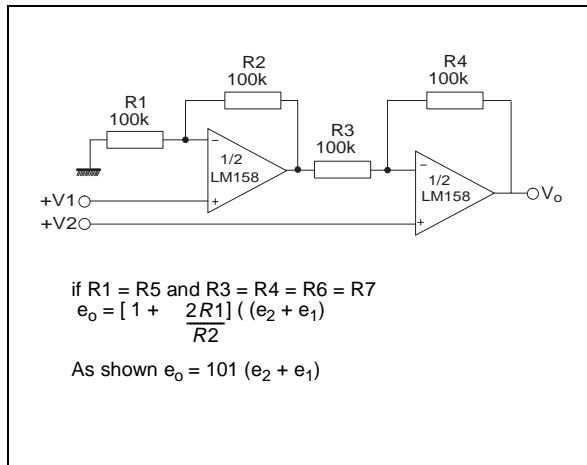 R2
100k
R4
100k
R1
100k
R3
100k
1/2
LM158
1/2
LM158
+V1
+V2
Vo
if R1 = R5 and R3 = R4 = R6 = R7
eo = [ 1 + 2R1/R2 ] ( (e2 + e1)
As shown eo = 101 (e2 + e1)